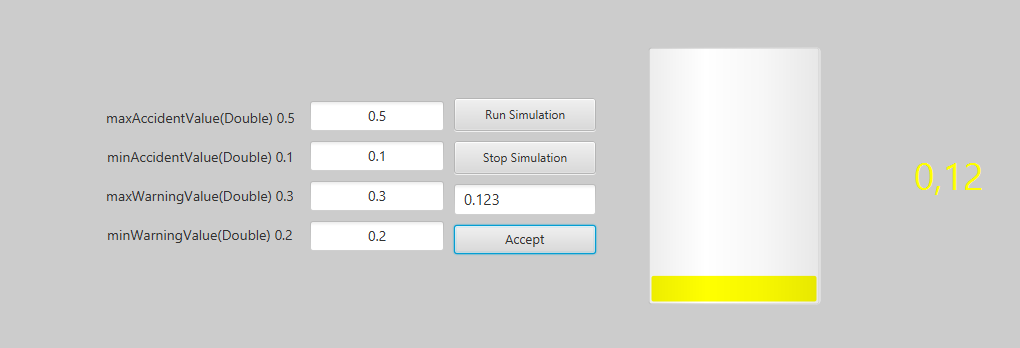 maxAccidentValue(Double) 0.5
0.5
Run Simulation
minAccidentValue(Double) 0.1
0.1
Stop Simulation
maxWarningValue(Double) 0.3
0.3
0.123
minWarningValue(Double) 0.2
0.2
Accept
0,12